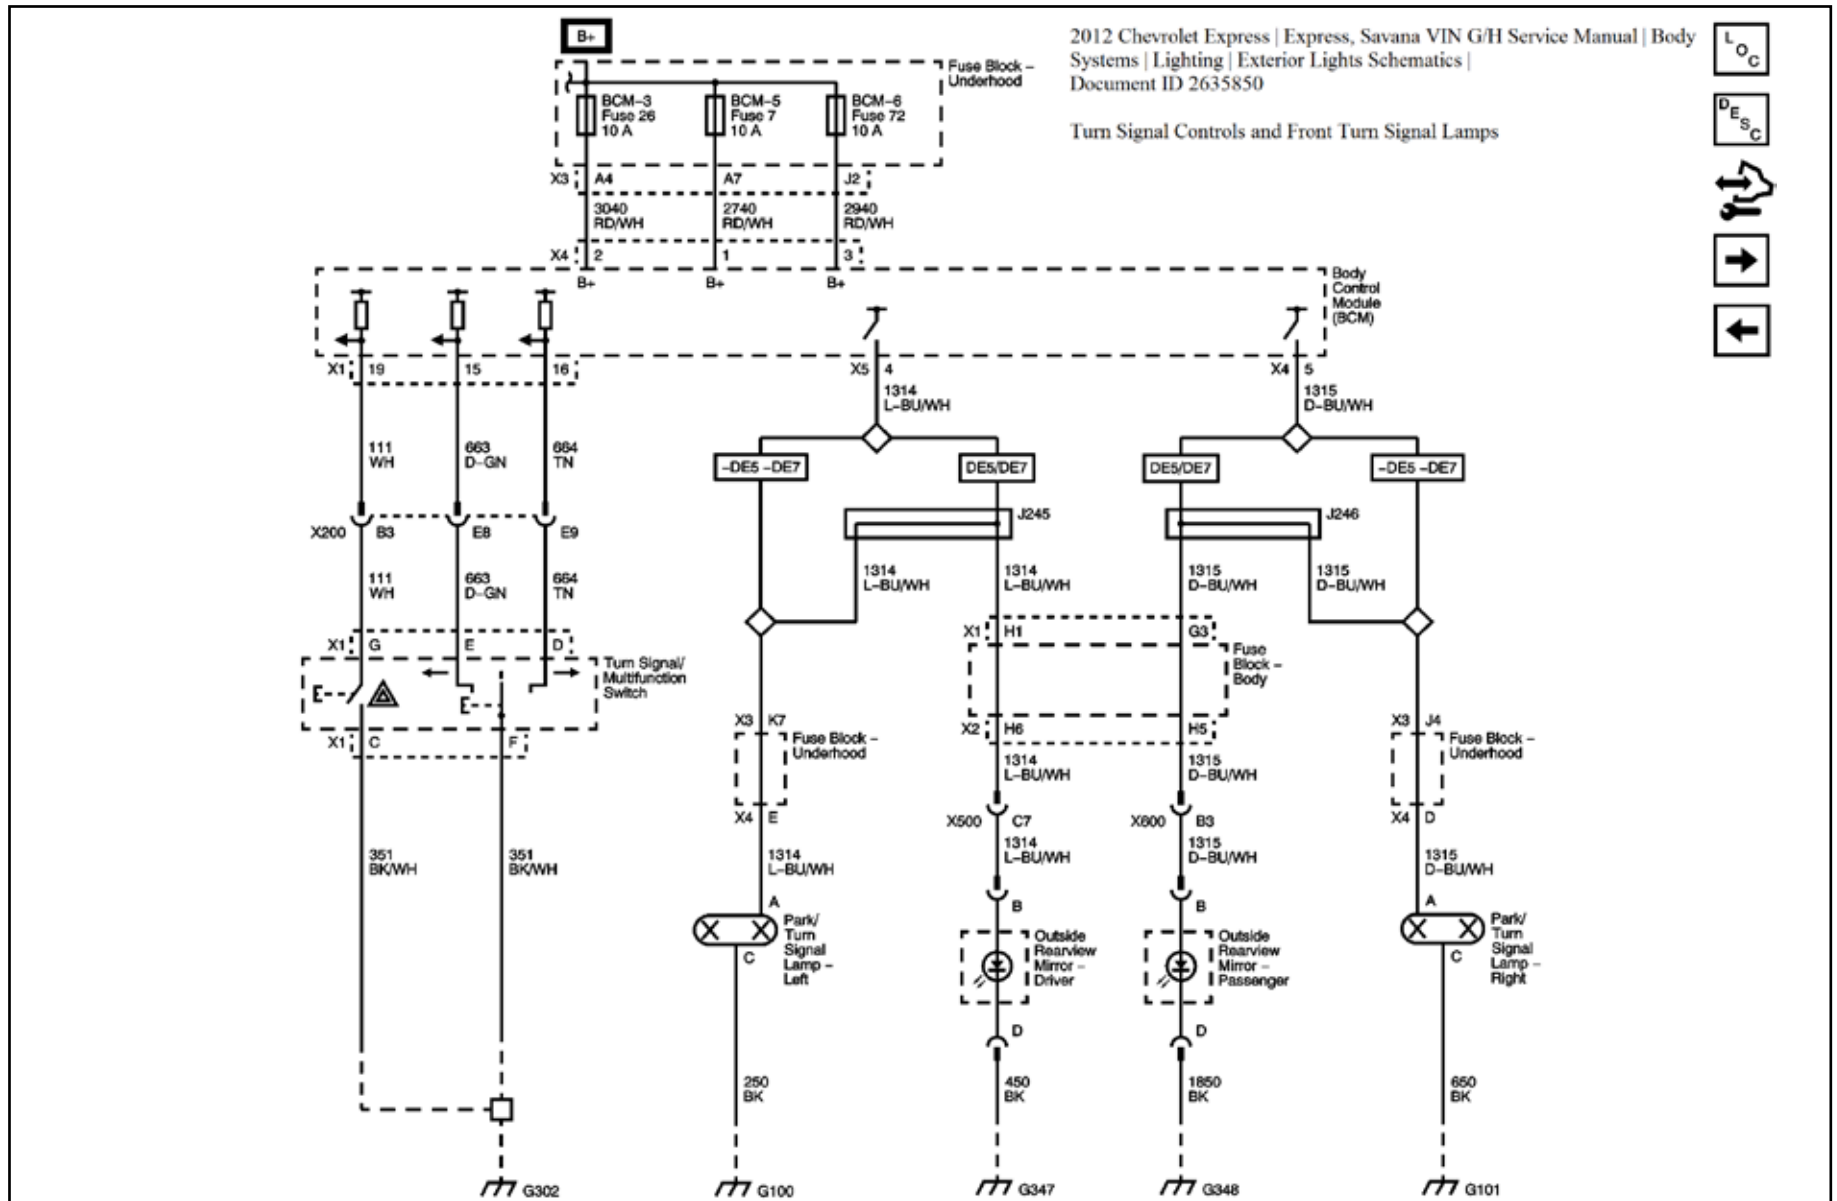 B+
2012 Chevrolet Express | Express, Savana VIN G/H Service Manual | Body
Systems | Lighting | Exterior Lights Schematics |
Document ID 2635850
Turn Signal Controls and Front Turn Signal Lamps
LOC
DESC
Fuse Block –
Underhood
BCM–3
Fuse 26
10 A
BCM–5
Fuse 7
10 A
BCM–6
Fuse 72
10 A
X3 A4 A7 J2
3040
RD/WH
2740
RD/WH
2940
RD/WH
X4 2 1 3
B+ B+ B+
Body
Control
Module
(BCM)
X1 19 15 16
X5 4
X4 5
1314
L–BU/WH
1315
D–BU/WH
111
WH
663
D–GN
664
TN
–DE5 –DE7
DE5/DE7
DE5/DE7
–DE5 –DE7
J245
J246
X200 B3 E8 E9
111
WH
663
D–GN
664
TN
1314
L–BU/WH
1314
L–BU/WH
1315
D–BU/WH
1315
D–BU/WH
X1 G E D
Turn Signal/
Multifunction
Switch
X1 C F
X1 H1 G3
Fuse
Block –
Body
X2 H6 H5
X3 K7
Fuse Block –
Underhood
X4 E
X3 J4
Fuse Block –
Underhood
X4 D
1314
L–BU/WH
1315
D–BU/WH
X500 C7
X600 B3
351
BK/WH
351
BK/WH
1314
L–BU/WH
1314
L–BU/WH
1315
D–BU/WH
1315
D–BU/WH
A
Park/
Turn
Signal
Lamp –
Left
C
B
Outside
Rearview
Mirror –
Driver
D
B
Outside
Rearview
Mirror –
Passenger
D
A
Park/
Turn
Signal
Lamp –
Right
C
250
BK
450
BK
1850
BK
650
BK
G302
G100
G347
G348
G101